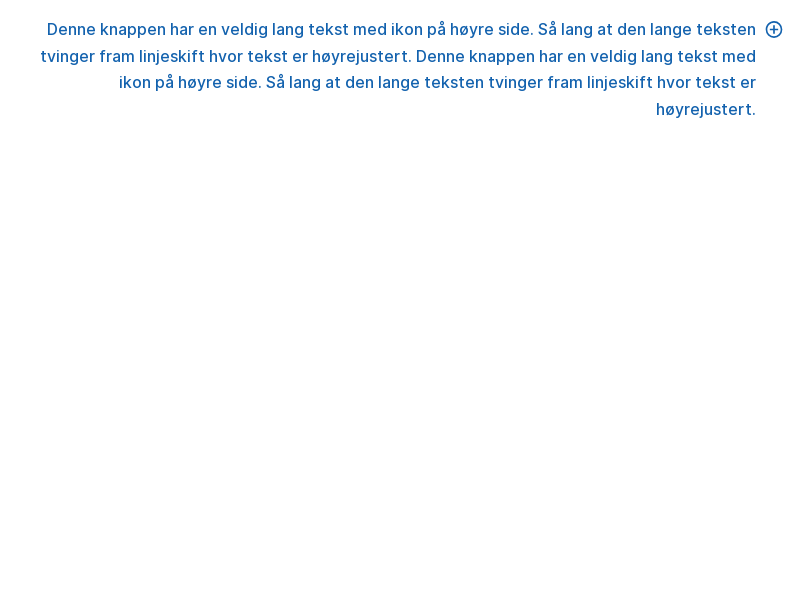 Denne knappen har en veldig lang tekst med ikon på høyre side. Så lang at den lange teksten
tvinger fram linjeskift hvor tekst er høyrejustert. Denne knappen har en veldig lang tekst med
ikon på høyre side. Så lang at den lange teksten tvinger fram linjeskift hvor tekst er
høyrejustert.